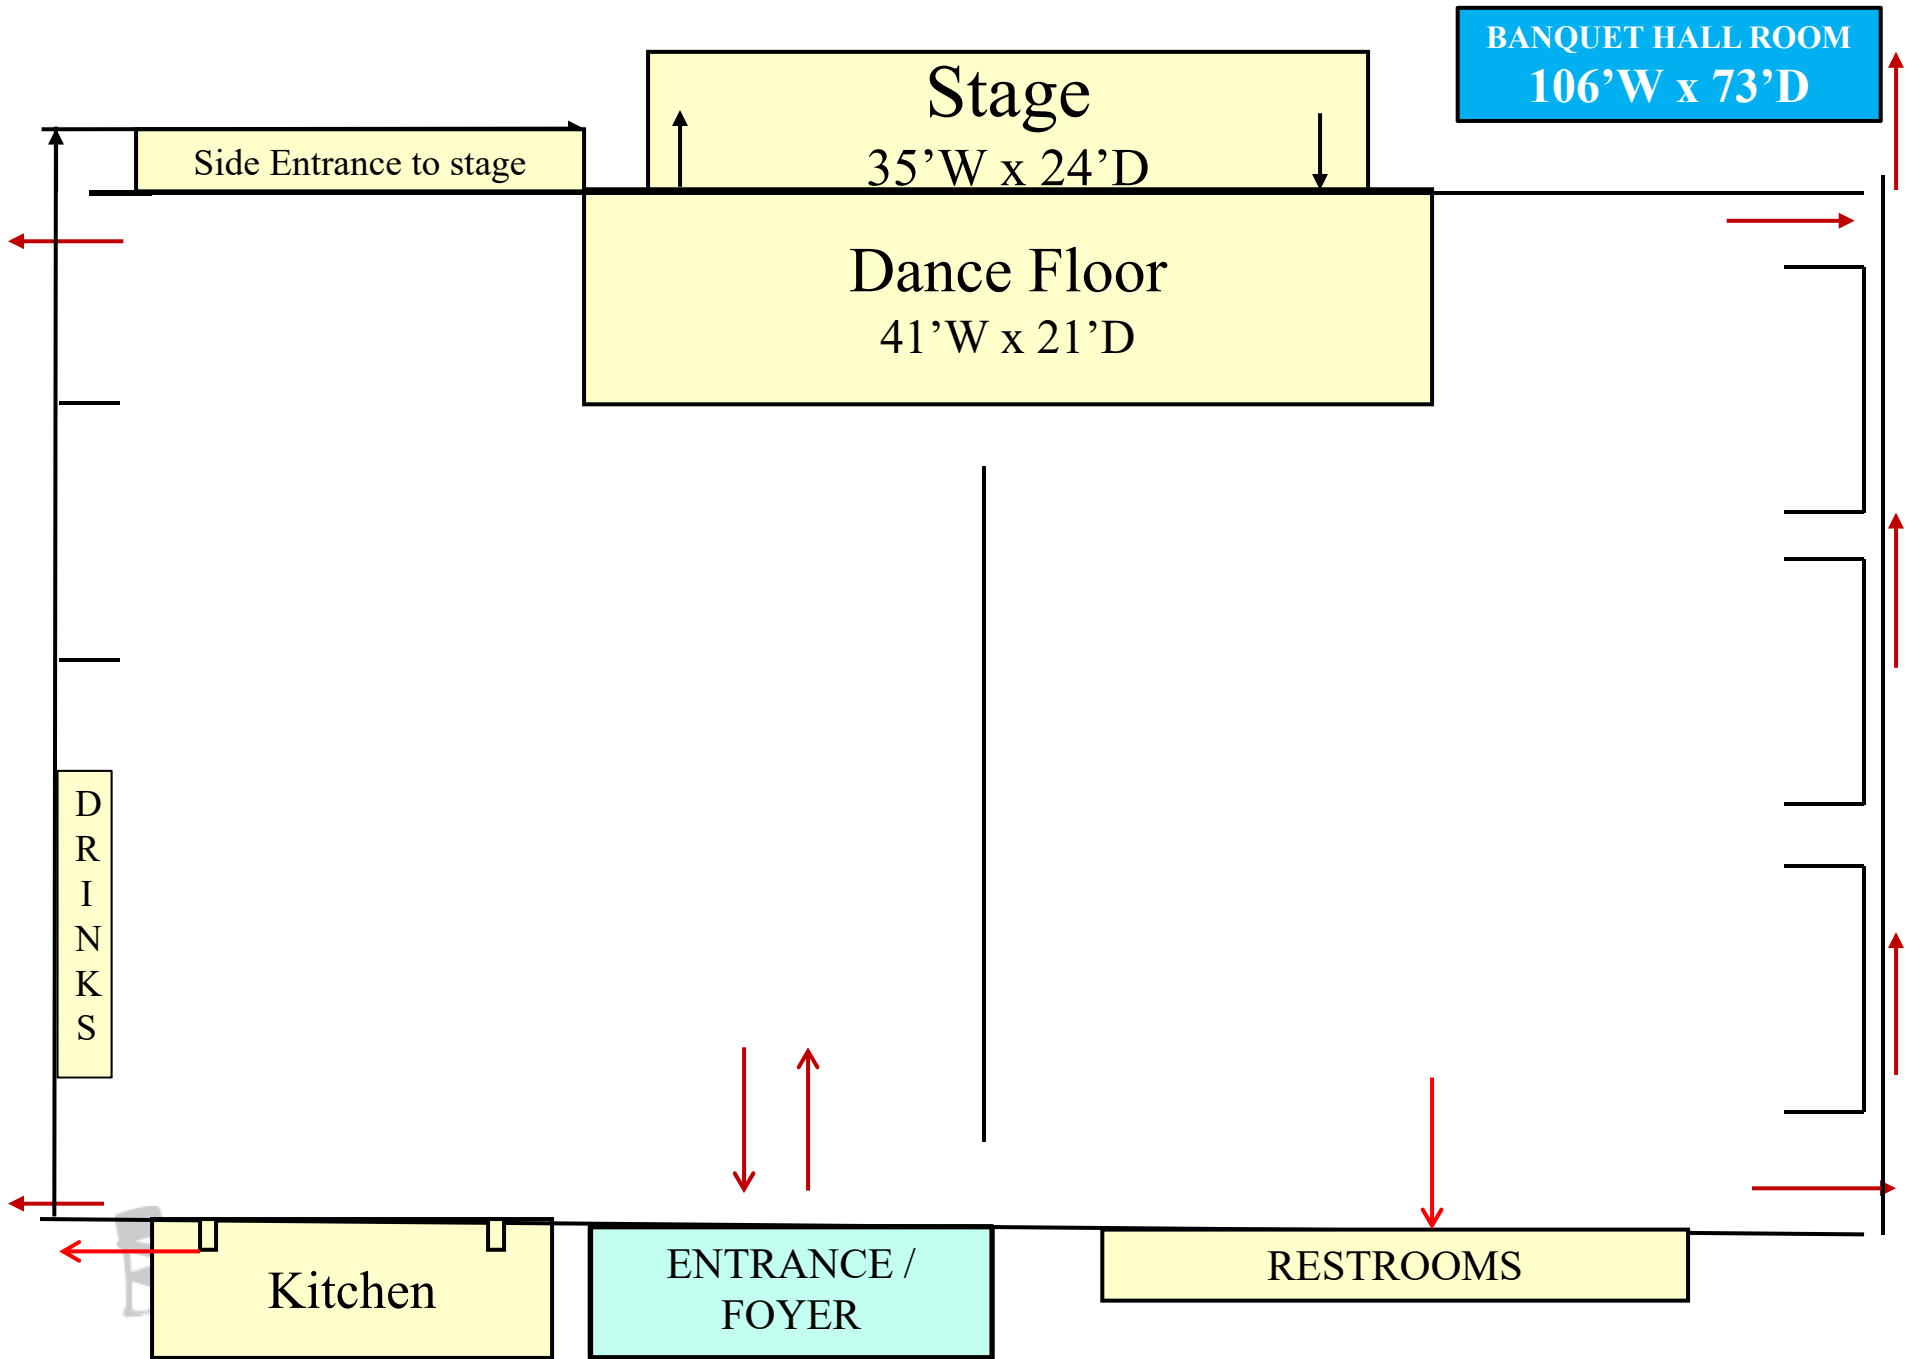 BANQUET HALL ROOM
106’W x 73’D
Stage
35’W x 24’D
Side Entrance to stage
Dance Floor
41’W x 21’D
D
R
I
N
K
S
Kitchen
ENTRANCE /
FOYER
RESTROOMS